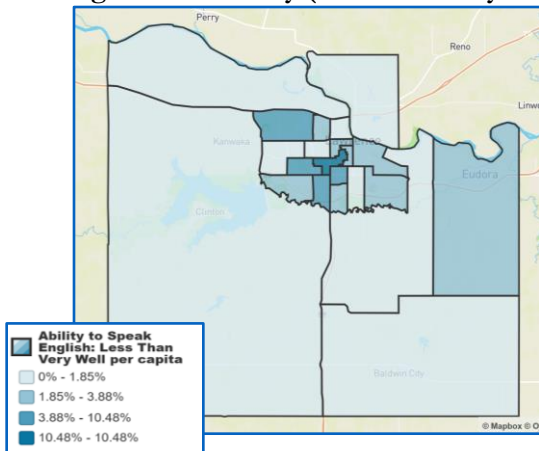 Perry
Reno
Kanwaka
Lawrence
Eudora
Clinton
Ability to Speak
English: Less Than
Very Well per capita
0% - 1.85%
1.85% - 3.88%
3.88% - 10.48%
10.48% - 10.48%
Baldwin City
© Mapbox © O